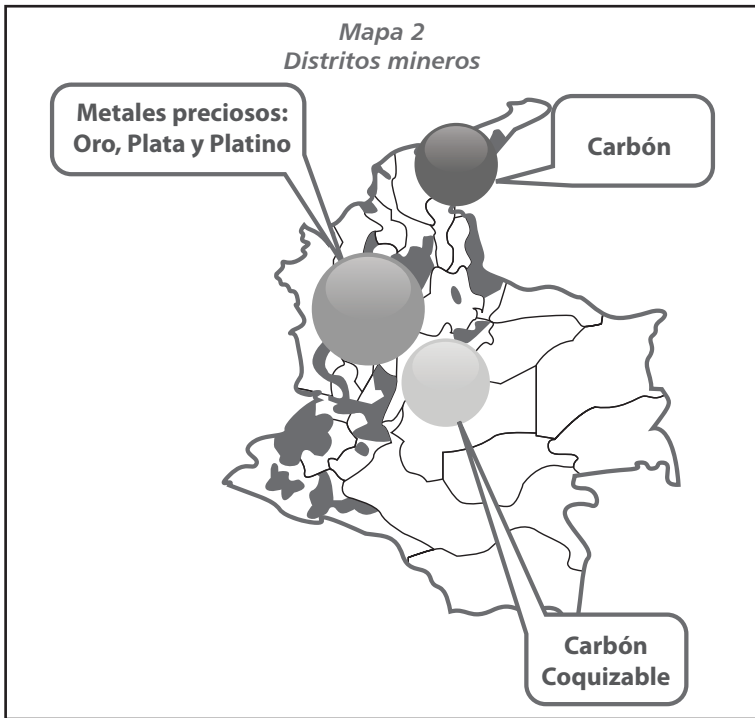 Mapa 2
Distritos mineros
Metales preciosos:
Oro, Plata y Platino
Carbón
Carbón
Coquizable